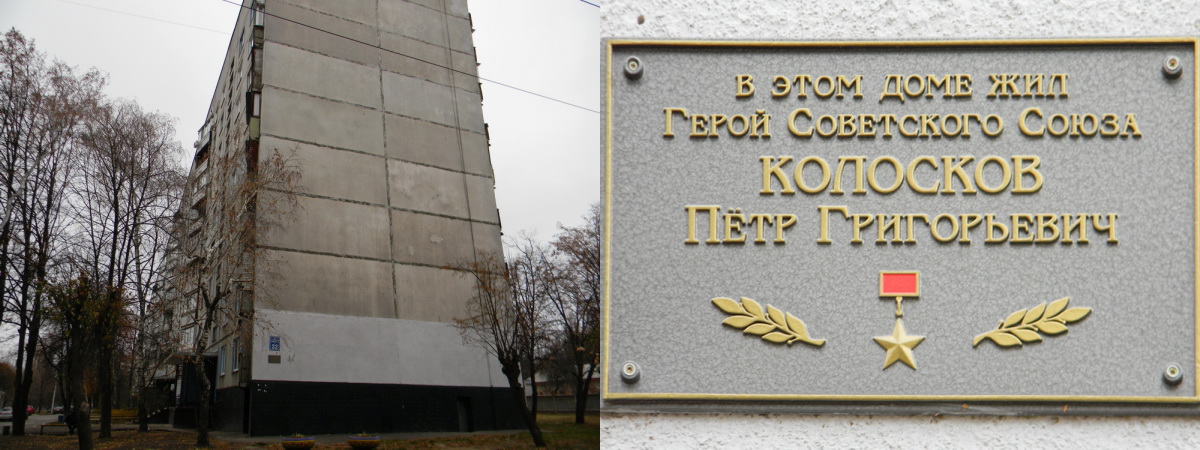 В ЭТОМ ДОМЕ ЖИЛ
ГЕРОЙ СОВЕТСКОГО СОЮЗА
КОЛОСКОВ
ПЁТР ГРИГОРЬЕВИЧ